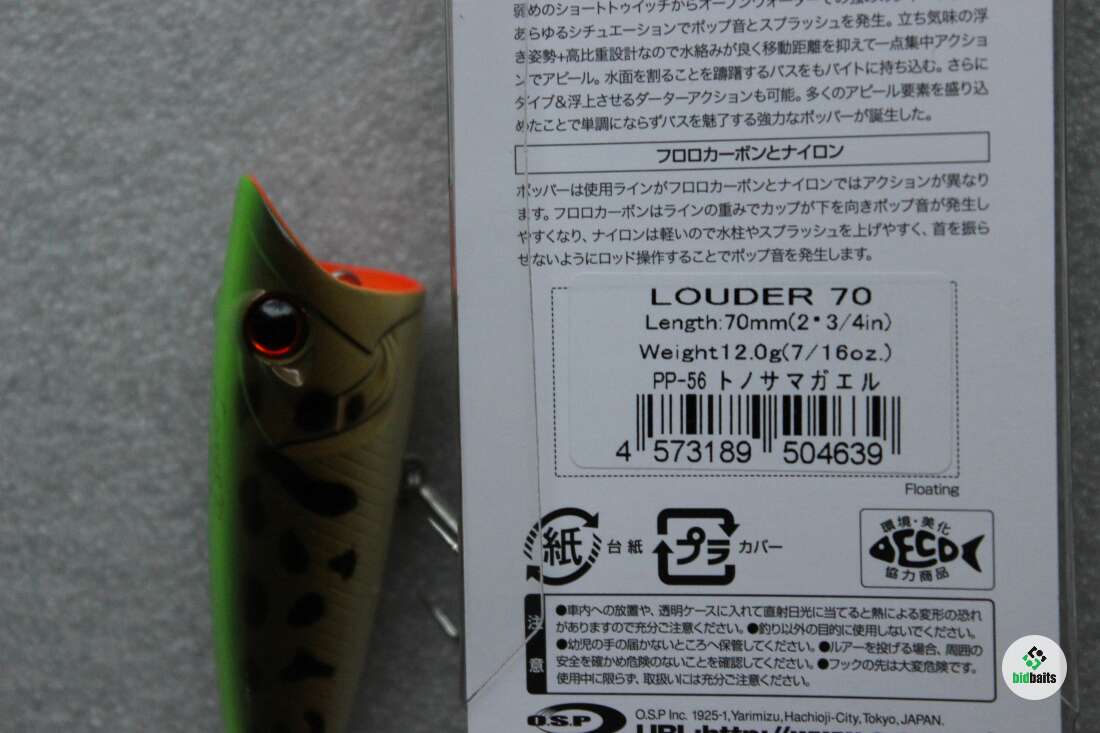 弱めのショートトゥイッチからオープンウォーターでの
あらゆるシチュエーションでポップ音とスプラッシュを発生。立ち気味の浮
き姿勢+高比重設計なので水絡みが良く移動距離を抑えて一点集中アクショ
ンでアピール。水面を割ることを躊躇するバスをもバイトに持ち込む。さらに
ダイブ&浮上させるダーターアクションも可能。多くのアピール要素を盛り込
めたことで単調にならずバスを魅了する強力なポッパーが誕生した。
フロロカーボンとナイロン
ポッパーは使用ラインがフロロカーボンとナイロンではアクションが異なり
ます。フロロカーボンはラインの重みでカップが下を向きポップ音が発生し
やすくなり、ナイロンは軽いので水柱やスプラッシュを上げやすく、首を振ら
せないようにロッド操作することでポップ音を発生します。
LOUDER 70
Length:70mm(2・3/4in)
Weight12.0g(7/16oz.)
PP-56 トノサマガエル
4 573189 504639
Floating
紙 台紙 プラ カバー
環境・美化
ECO
協力商品
注意
●車内への放置や、透明ケースに入れて直射日光に当てると熱による変形の恐れ
がありますので充分ご注意ください。●釣り以外の目的に使用しないでください。
●幼児の手の届かないところへ保管してください。●ルアーを投げる場合、周囲の
安全を確かめ危険のないことを確認してください。●フックの先は大変危険です。
使用中に限らず、取扱いには充分ご注意ください。
O.S.P
O.S.P Inc. 1925-1,Yarimizu,Hachioji-City,Tokyo,JAPAN.
URL:http://www.
bidbaits